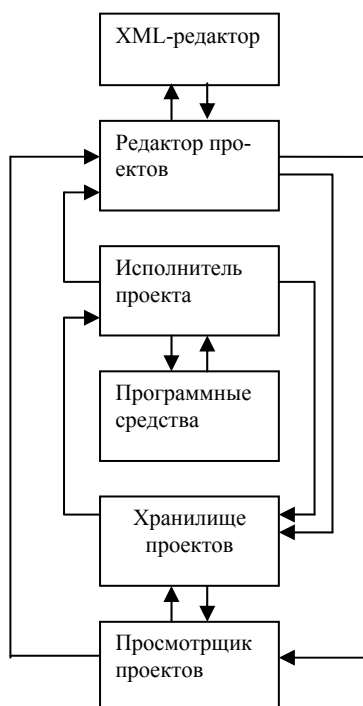 XML-редактор
Редактор про-
ектов
Исполнитель
проекта
Программные
средства
Хранилище
проектов
Просмотрщик
проектов